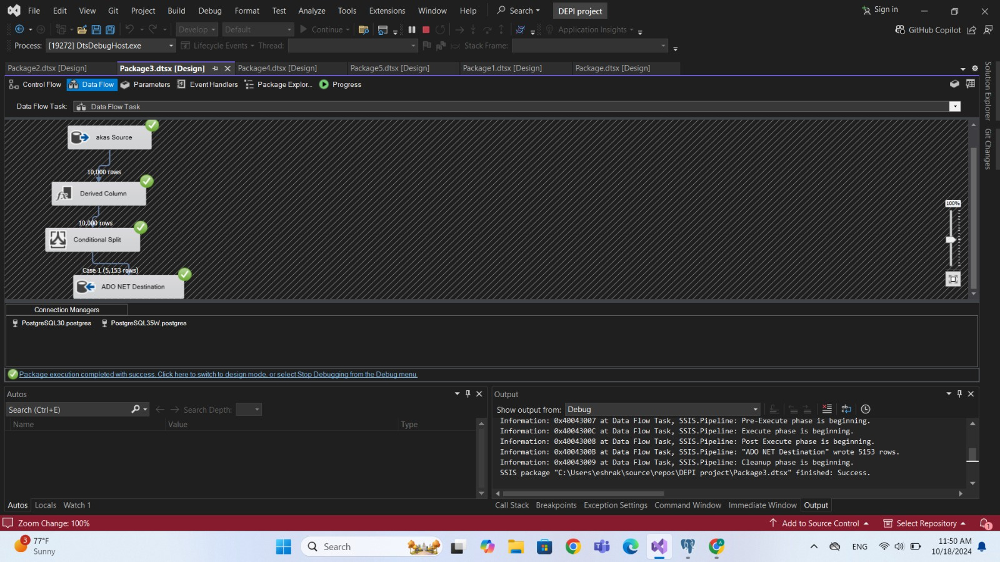 File Edit View Git Project Build Debug Format Test Analyze Tools Extensions Window Help Search DEPI project Sign in
Develop Default Continue Application Insights GitHub Copilot
Process: [19272] DtsDebugHost.exe Lifecycle Events Thread: Stack Frame:
Package2.dtsx [Design] Package3.dtsx [Design] Package4.dtsx [Design] Package5.dtsx [Design] Package1.dtsx [Design] Package.dtsx [Design]
Control Flow Data Flow Parameters Event Handlers Package Explor... Progress
Data Flow Task: Data Flow Task
Solution Explorer
Git Changes
akas Source
10,000 rows
fx Derived Column
10,000 rows
Conditional Split
Case 1 (5,153 rows)
ADO NET Destination
100%
Connection Managers
PostgreSQL30.postgres PostgreSQL35W.postgres
Package execution completed with success. Click here to switch to design mode, or select Stop Debugging from the Debug menu.
Autos
Search (Ctrl+E) Search Depth:
Name Value Type
Autos Locals Watch 1
Output
Show output from: Debug
Information: 0x40043007 at Data Flow Task, SSIS.Pipeline: Pre-Execute phase is beginning.
Information: 0x4004300C at Data Flow Task, SSIS.Pipeline: Execute phase is beginning.
Information: 0x40043008 at Data Flow Task, SSIS.Pipeline: Post Execute phase is beginning.
Information: 0x4004300B at Data Flow Task, SSIS.Pipeline: "ADO NET Destination" wrote 5153 rows.
Information: 0x40043009 at Data Flow Task, SSIS.Pipeline: Cleanup phase is beginning.
SSIS package "C:\Users\eshrak\source\repos\DEPI project\Package3.dtsx" finished: Success.
Call Stack Breakpoints Exception Settings Command Window Immediate Window Output
Zoom Change: 100% Add to Source Control Select Repository 1
3 77°F
Sunny
Search
ENG
11:50 AM
10/18/2024